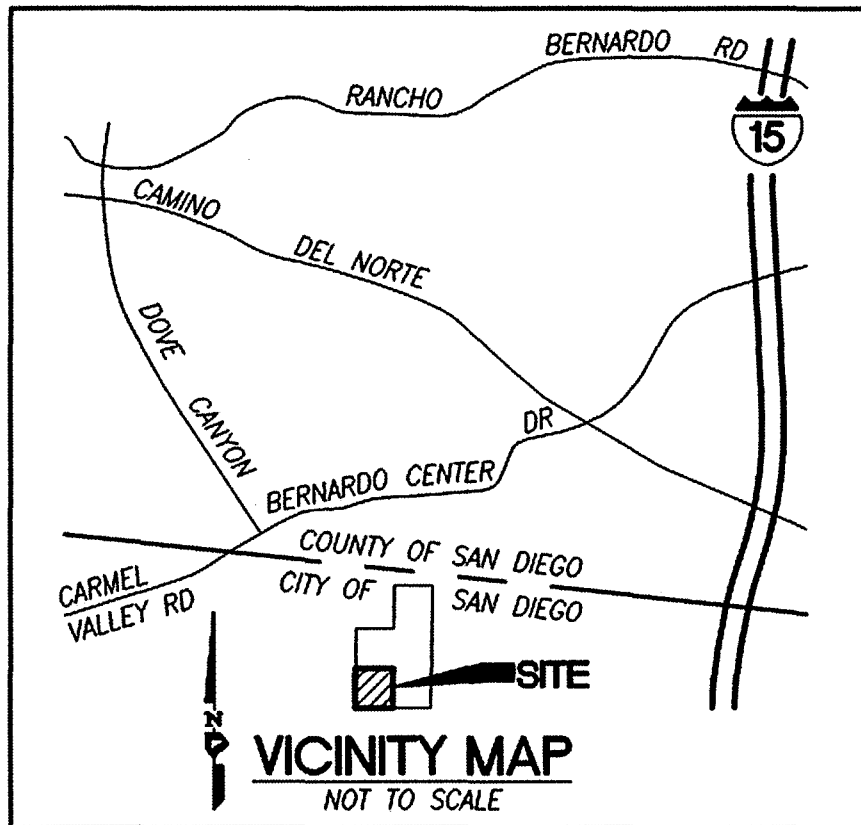 BERNARDO RD
RANCHO
15
CAMINO
DEL NORTE
DOVE
CANYON
DR
BERNARDO CENTER
COUNTY OF SAN DIEGO
CITY OF SAN DIEGO
CARMEL
VALLEY RD
SITE
N
VICINITY MAP
NOT TO SCALE